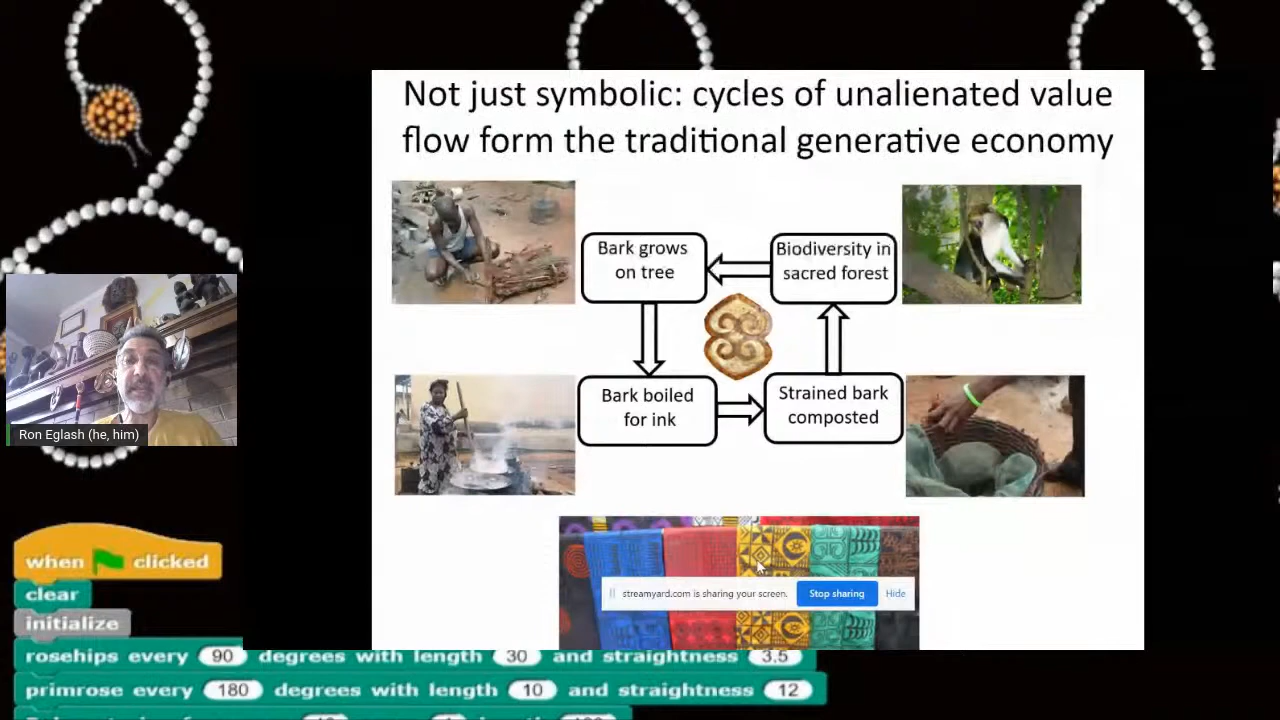 Not just symbolic: cycles of unalienated value
flow form the traditional generative economy
Bark grows
on tree
Biodiversity in
sacred forest
Bark boiled
for ink
Strained bark
composted
Ron Eglash (he, him)
streamyard.com is sharing your screen.
Stop sharing
Hide
when clicked
clear
initialize
rosehips every 90 degrees with length 30 and straightness 3.5
primrose every 180 degrees with length 10 and straightness 12